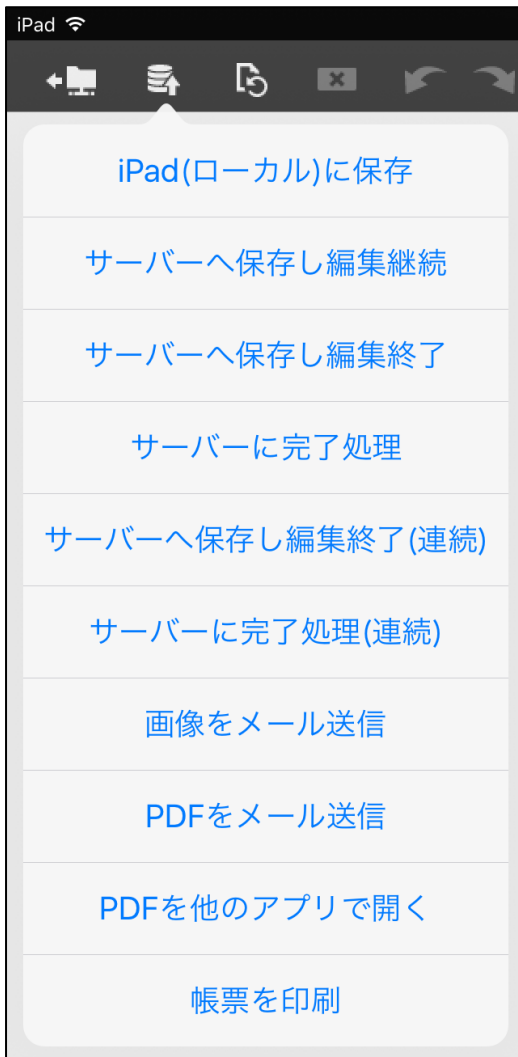 iPad
iPad(ローカル)に保存
サーバーへ保存し編集継続
サーバーへ保存し編集終了
サーバーに完了処理
サーバーへ保存し編集終了(連続)
サーバーに完了処理(連続)
画像をメール送信
PDFをメール送信
PDFを他のアプリで開く
帳票を印刷